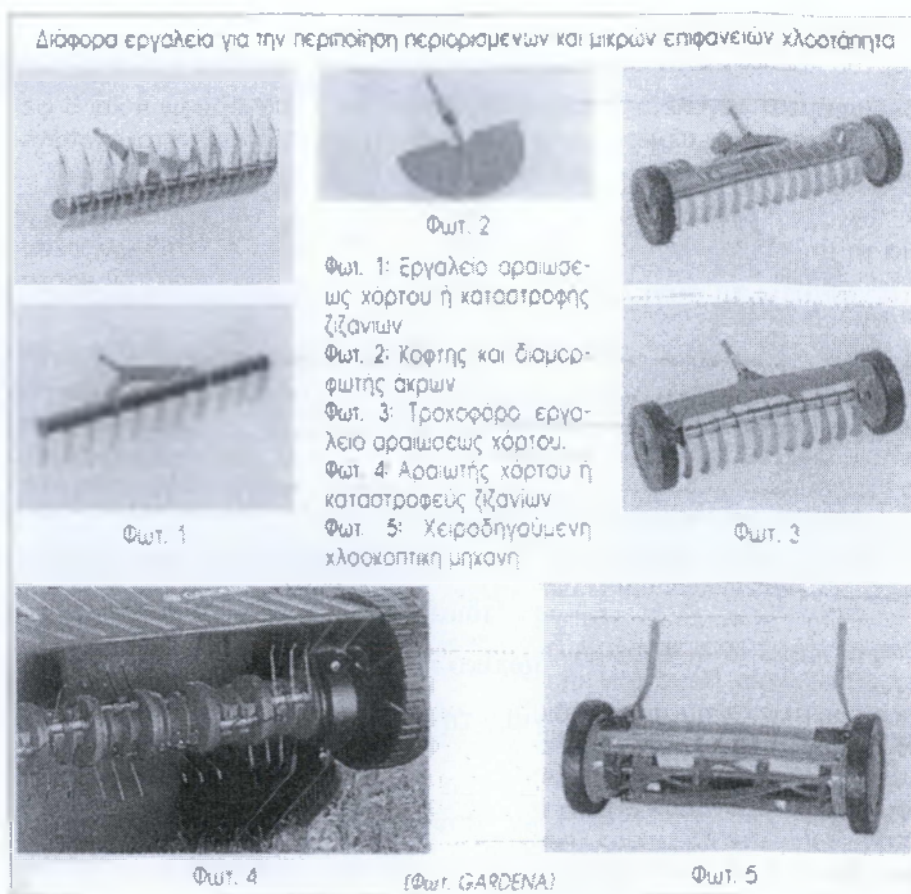 Διάφορα εργαλεία για την περιποίηση περιορισμένων και μικρών επιφανειών χλοοτάπητα
Φωτ. 2
Φωτ. 1: Εργαλείο αραιώσε-
ως χόρτου ή καταστροφής
ζιζανίων
Φωτ. 2: Κόφτης και διαμορ-
φωτής άκρων
Φωτ. 3: Τροχοφόρο εργα-
λείο αραιώσεως χόρτου.
Φωτ. 4: Αραιωτής χόρτου ή
καταστροφεύς ζιζανίων
Φωτ. 5: Χειροδηγούμενη
χλοοκοπτική μηχανή
Φωτ. 1
Φωτ. 3
Φωτ. 4
(Φωτ. GARDENA)
Φωτ. 5